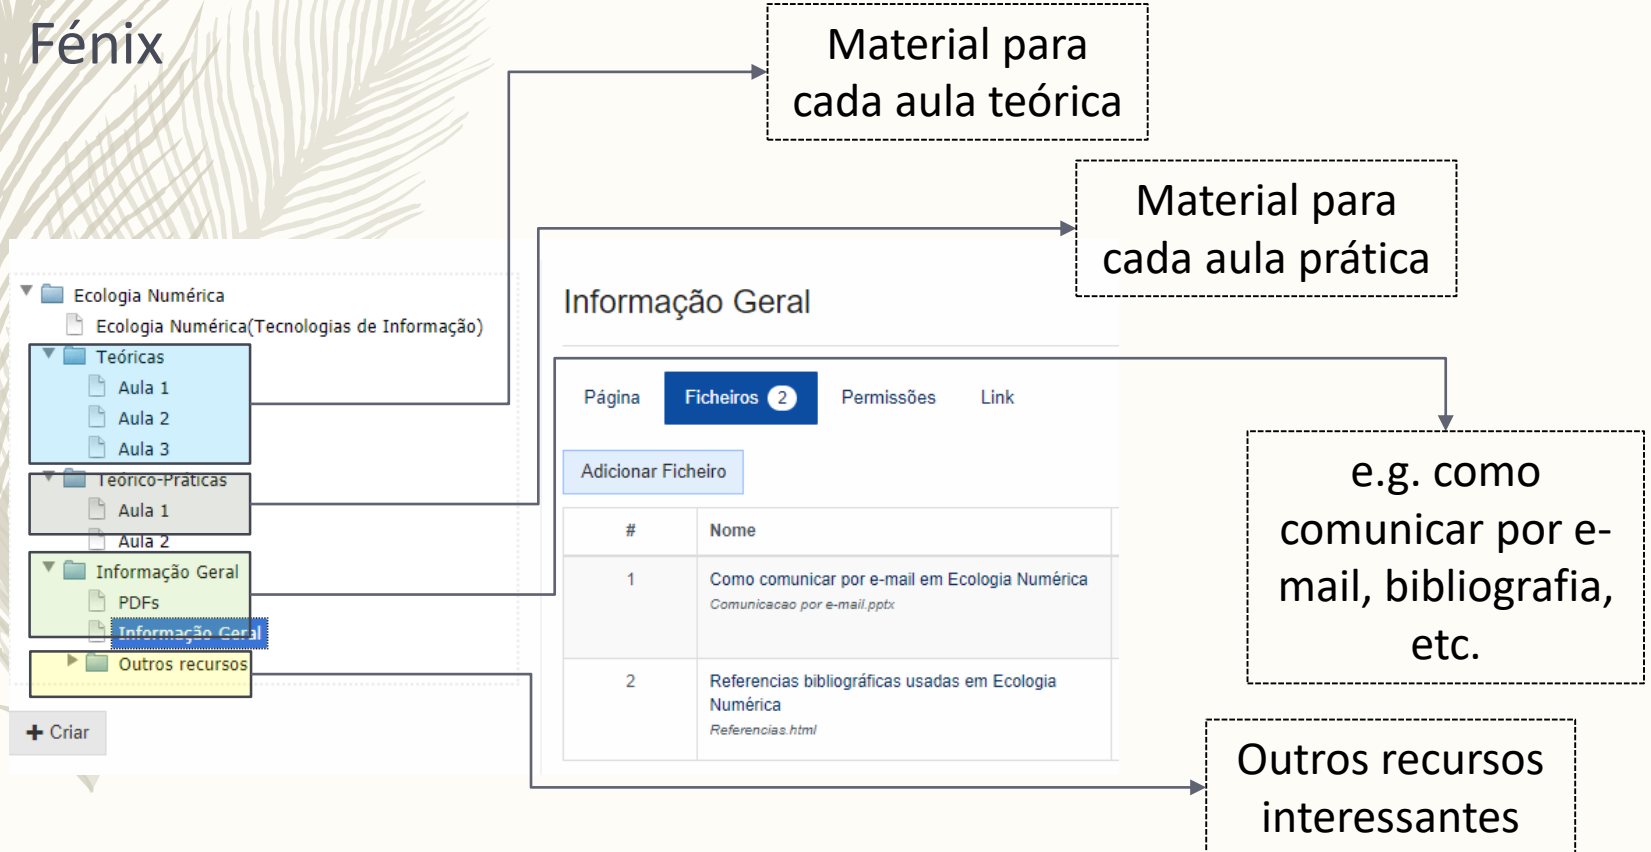 Fénix
Material para
cada aula teórica
Material para
cada aula prática
Ecologia Numérica
Ecologia Numérica(Tecnologias de Informação)
Teóricas
Aula 1
Aula 2
Aula 3
Teórico-Práticas
Aula 1
Aula 2
Informação Geral
PDFs
Informação Geral
Outros recursos
+ Criar
Informação Geral
Página
Ficheiros 2
Permissões
Link
Adicionar Ficheiro
# Nome
1 Como comunicar por e-mail em Ecologia Numérica
Comunicacao por e-mail.pptx
2 Referencias bibliográficas usadas em Ecologia
Numérica
Referencias.html
e.g. como
comunicar por e-
mail, bibliografia,
etc.
Outros recursos
interessantes